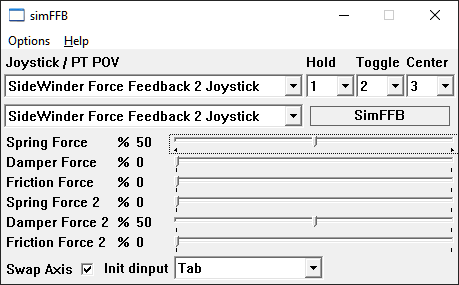 simFFB
Options Help
Joystick / PT POV Hold Toggle Center
SideWinder Force Feedback 2 Joystick 1 2 3
SideWinder Force Feedback 2 Joystick SimFFB
Spring Force % 50
Damper Force % 0
Friction Force % 0
Spring Force 2 % 0
Damper Force 2 % 50
Friction Force 2 % 0
Swap Axis Init dinput Tab